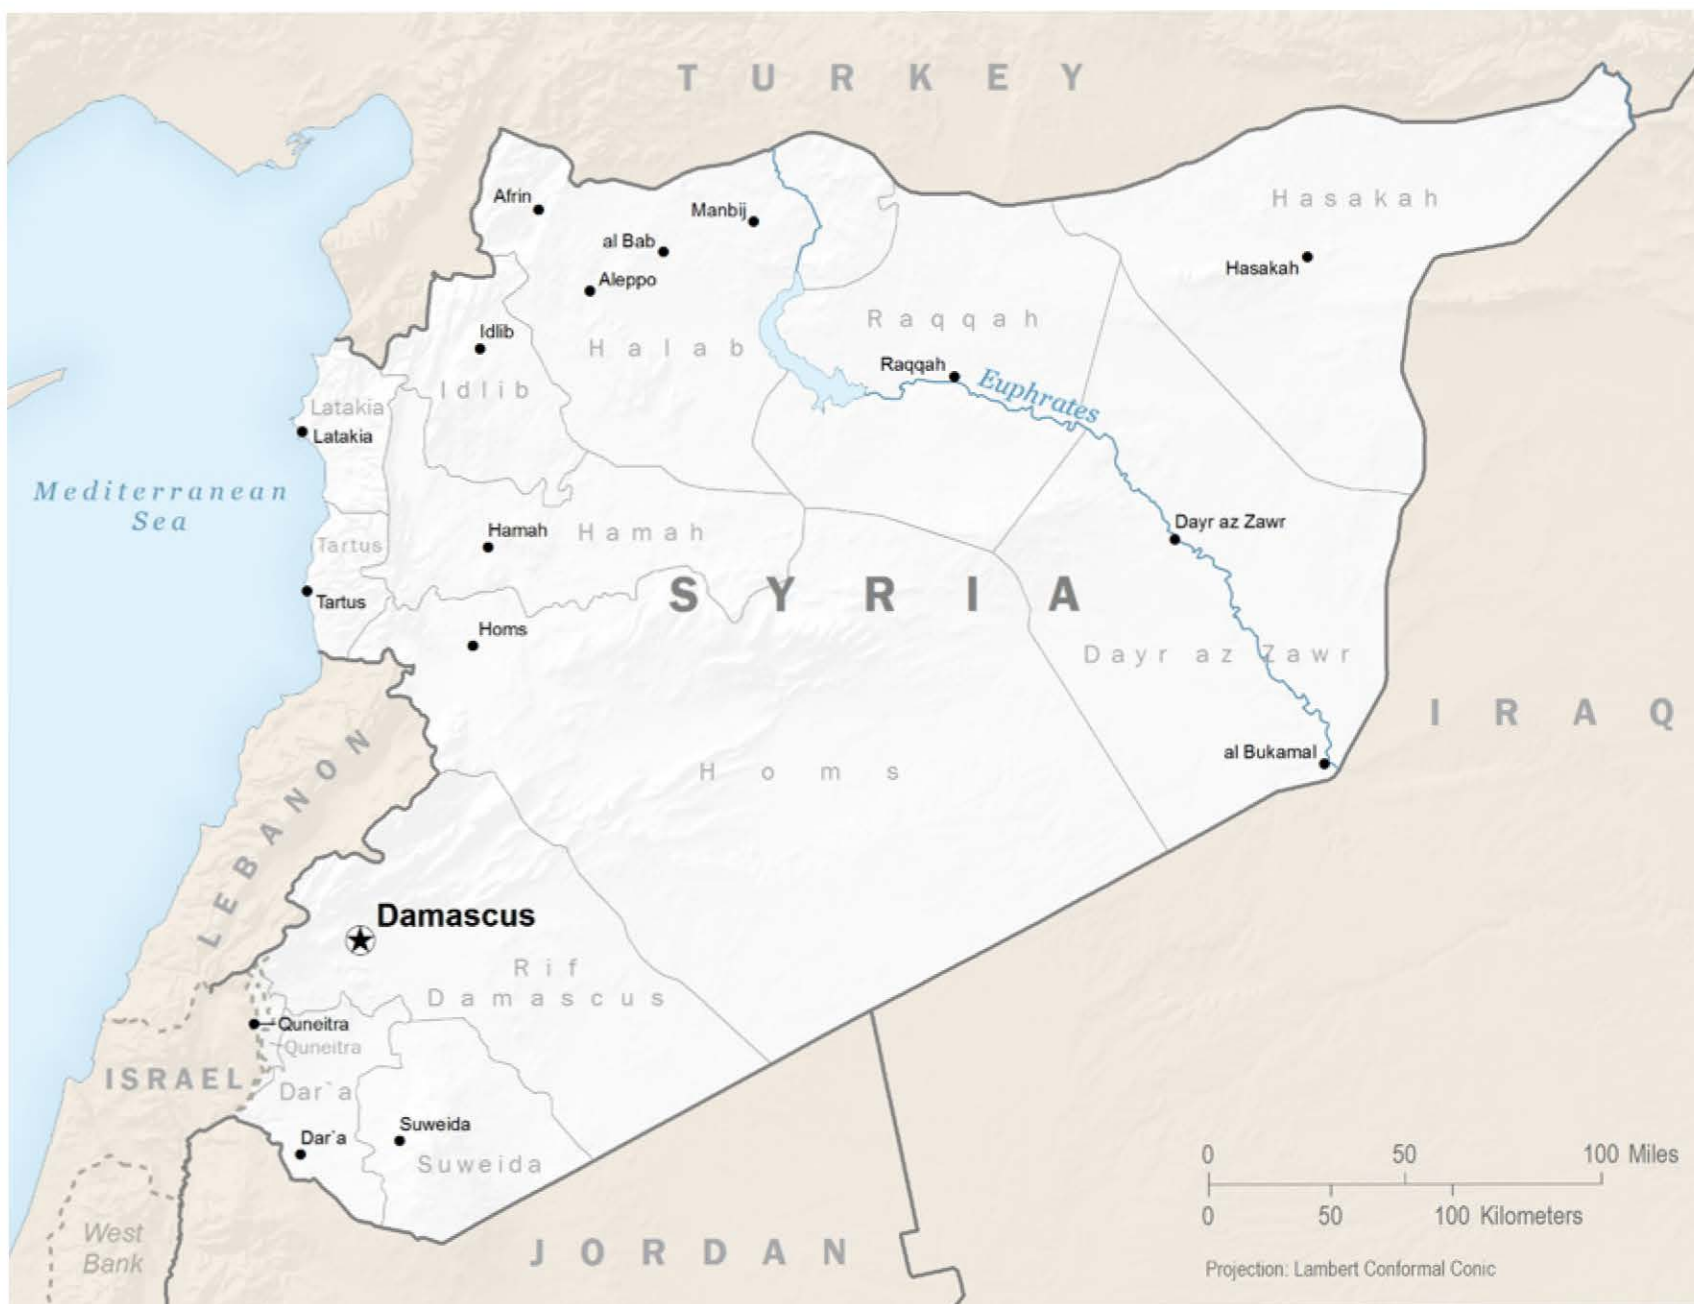 TURKEY
Hasakah
Afrin
Manbij
al Bab
Hasakah
Aleppo
Raqqah
Idlib
Halab
Raqqah
Euphrates
Idlib
Latakia
Latakia
Mediterranean
Sea
Dayr az Zawr
Hamah
Hamah
Tartus
SYRIA
Tartus
Homs
Dayr az Zawr
IRAQ
al Bukamal
Homs
LEBANON
Damascus
Rif
Damascus
Quneitra
Quneitra
ISRAEL
Dar`a
Suweida
Dar`a
Suweida
0 50 100 Miles
0 50 100 Kilometers
West
Bank
JORDAN
Projection: Lambert Conformal Conic